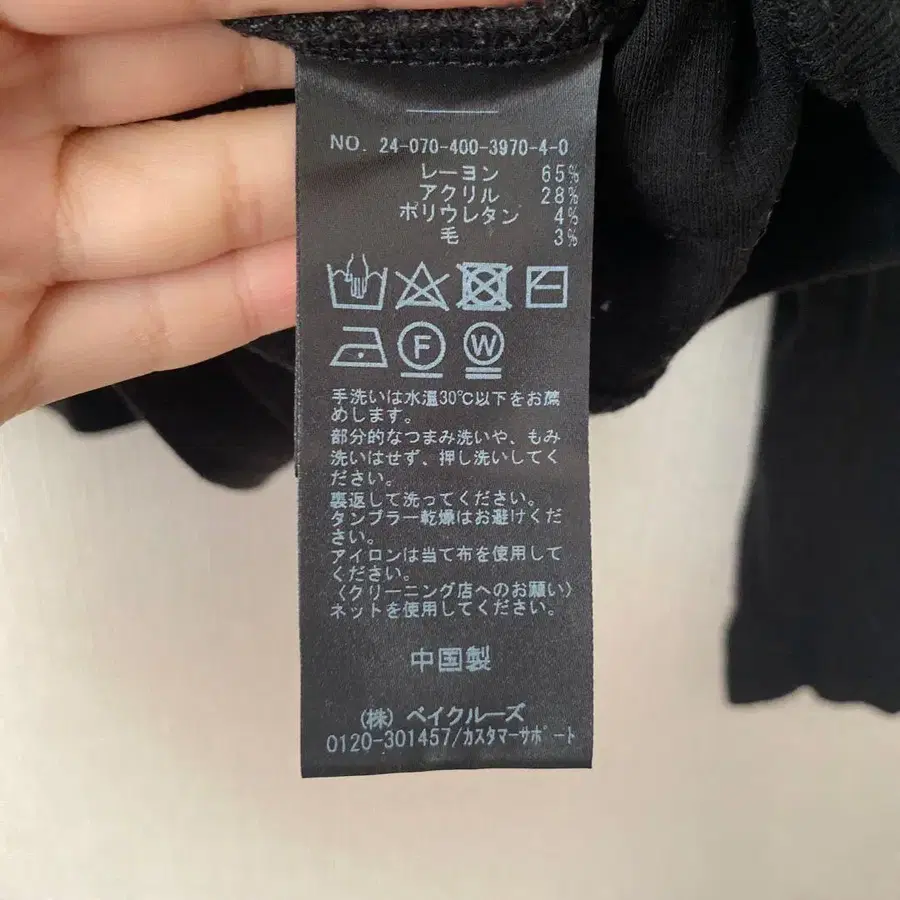 NO. 24-070-400-3970-4-0
レーヨン 65%
アクリル 28%
ポリウレタン 4%
毛 3%
F W
手洗いは水温30℃以下をお薦
めします。
部分的なつまみ洗いや、もみ
洗いはせず、押し洗いしてく
ださい。
裏返して洗ってください。
タンブラー乾燥はお避けくだ
さい。
アイロンは当て布を使用して
ください。
〈クリーニング店へのお願い〉
ネットを使用してください。
中国製
(株) ベイクルーズ
0120-301457/カスタマーサポート